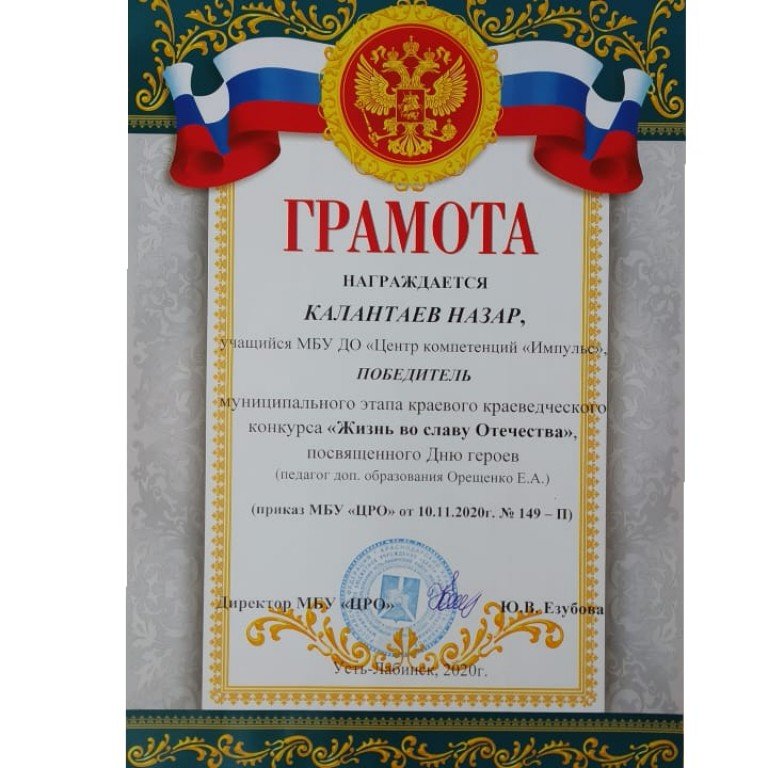 ГРАМОТА
НАГРАЖДАЕТСЯ
КАЛАНТАЕВ НАЗАР,
учащийся МБУ ДО «Центр компетенций «Импульс»,
ПОБЕДИТЕЛЬ
муниципального этапа краевого краеведческого
конкурса «Жизнь во славу Отечества»,
посвященного Дню героев
(педагог доп. образования Орещенко Е.А.)
(приказ МБУ «ЦРО» от 10.11.2020г. № 149 – П)
Директор МБУ «ЦРО» Ю.В. Езубова
Усть-Лабинск, 2020г.